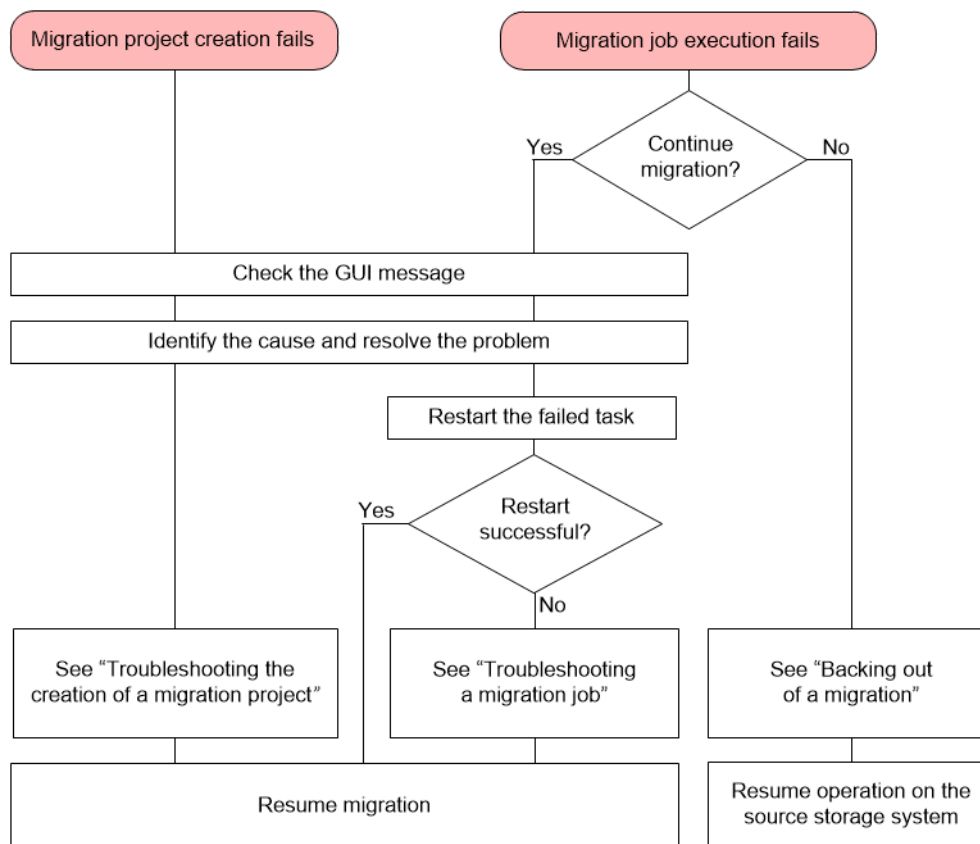 Migration project creation fails
Migration job execution fails
Yes
Continue
migration?
No
Check the GUI message
Identify the cause and resolve the problem
Restart the failed task
Yes
Restart
successful?
No
See “Troubleshooting the
creation of a migration project”
See “Troubleshooting
a migration job”
See “Backing out
of a migration”
Resume migration
Resume operation on the
source storage system